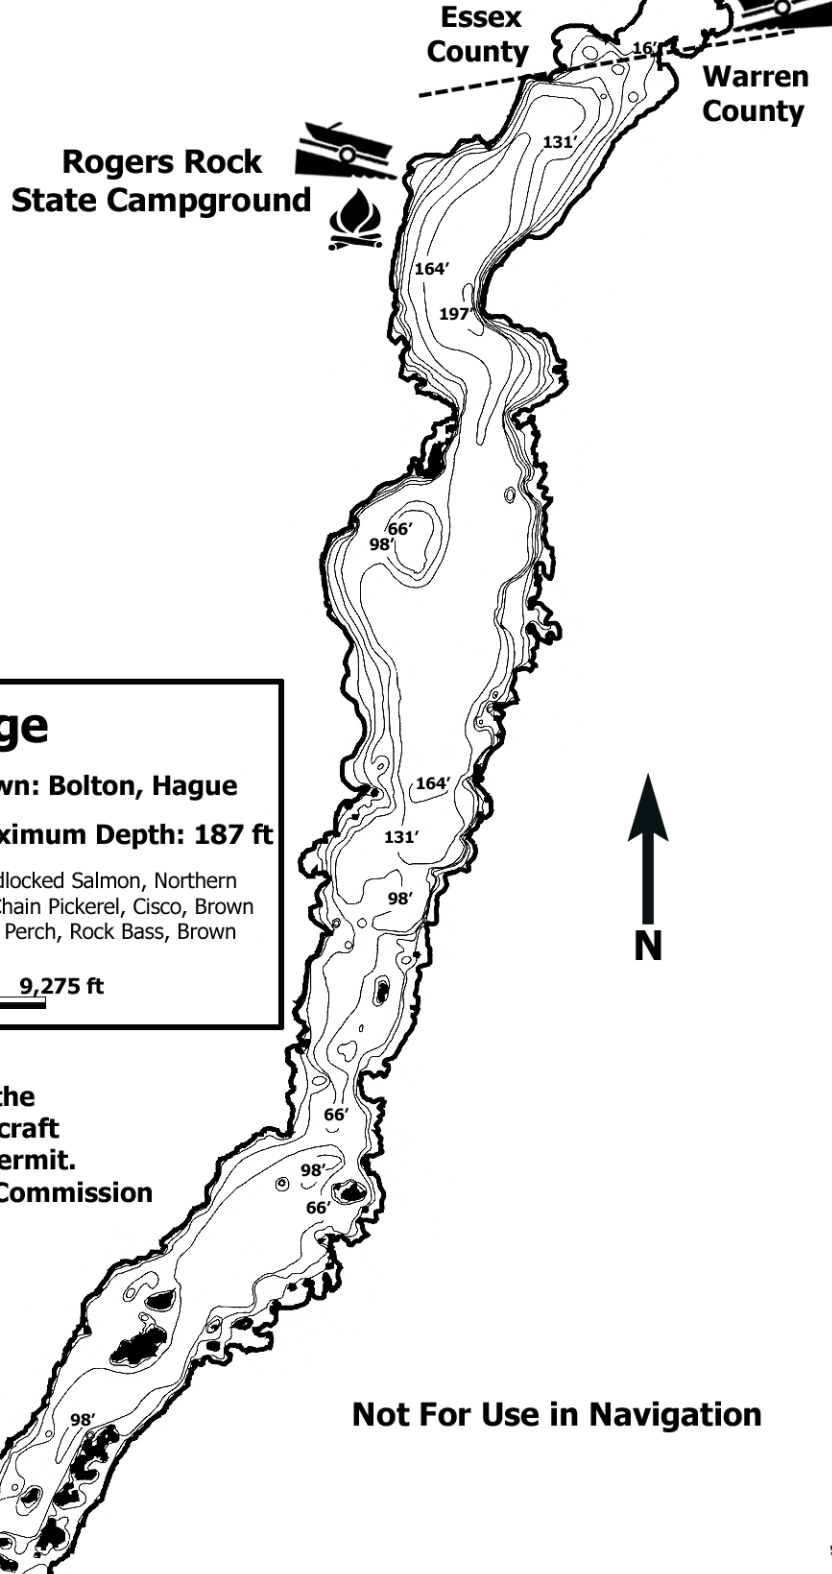 Essex
County
16'
Warren
County
131'
Rogers Rock
State Campground
164'
197'
66'
98'
ge
wn: Bolton, Hague
ximum Depth: 187 ft
dlocked Salmon, Northern
Chain Pickerel, Cisco, Brown
Perch, Rock Bass, Brown
9,275 ft
164'
131'
98'
N
the
craft
ermit.
Commission
66'
98'
66'
Not For Use in Navigation
98'